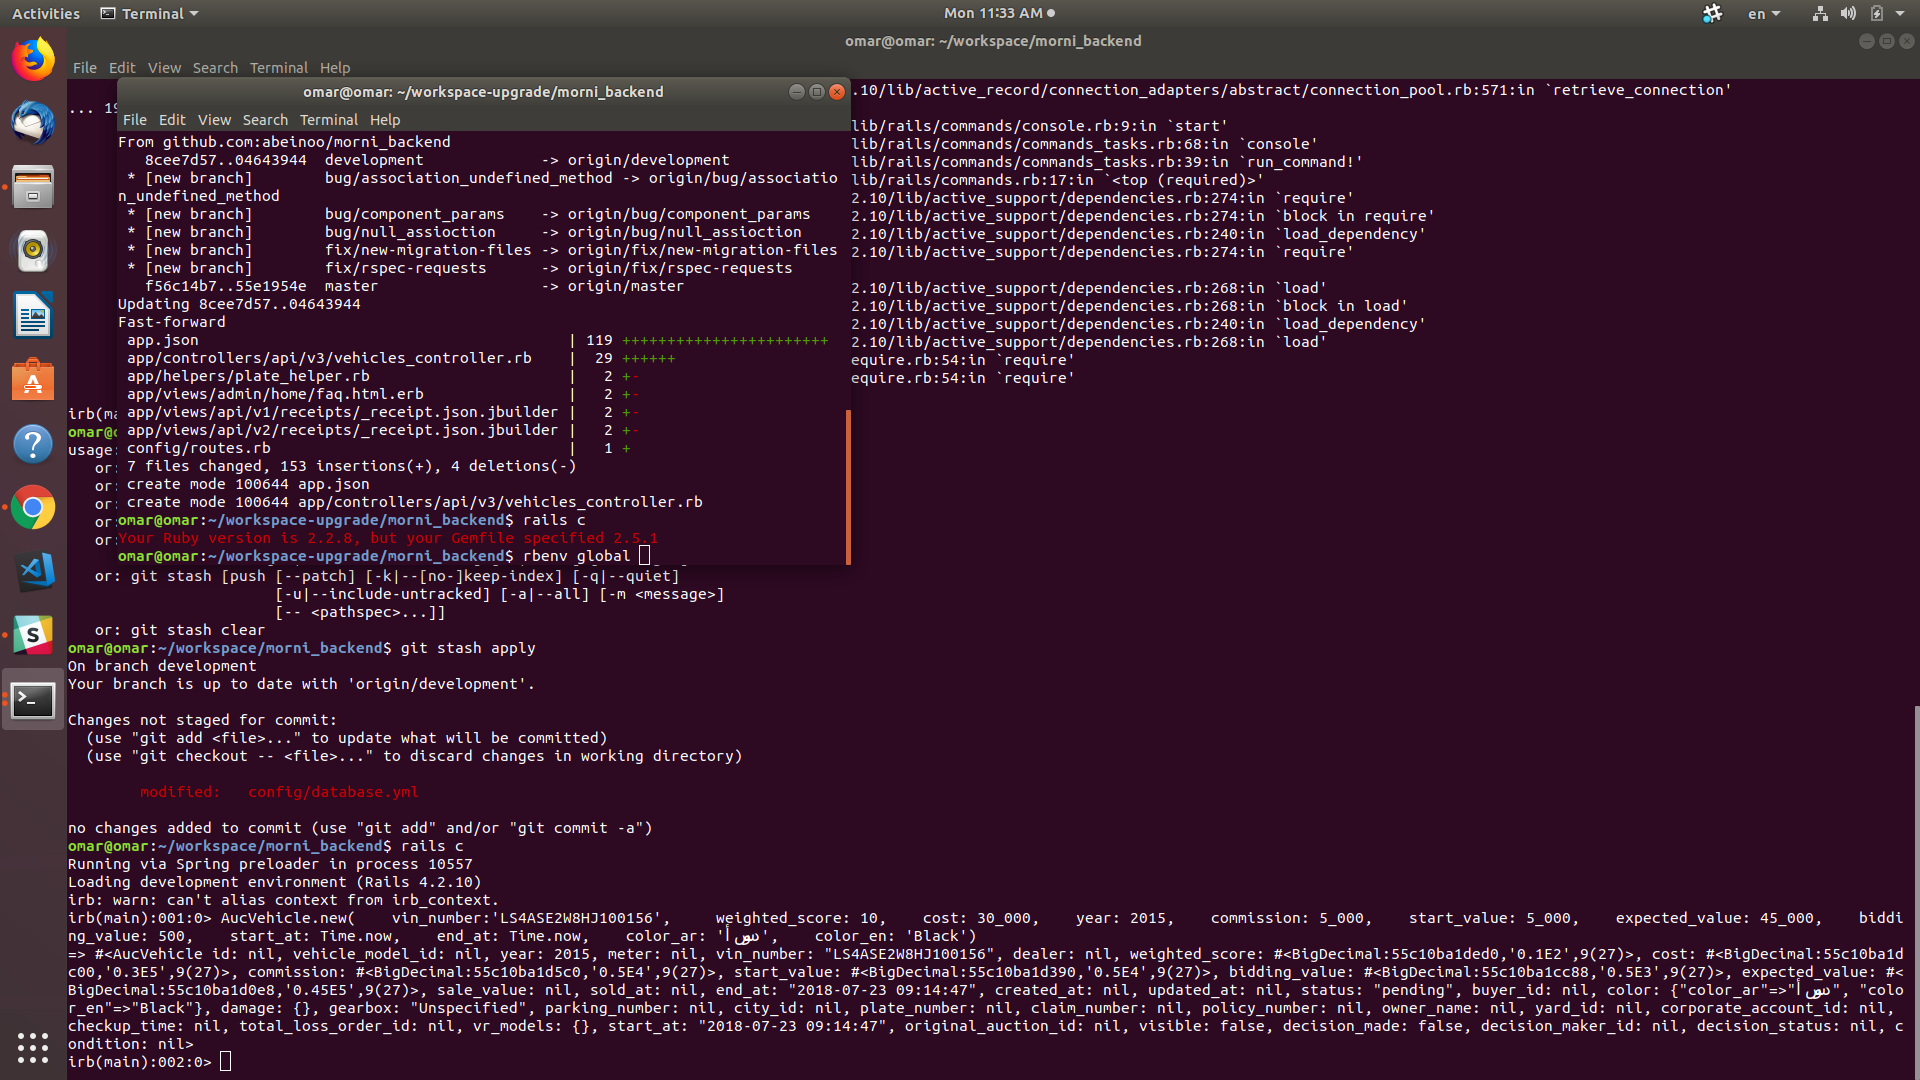 Activities Terminal Mon 11:33 AM en
omar@omar: ~/workspace/morni_backend
File Edit View Search Terminal Help
omar@omar: ~/workspace-upgrade/morni_backend
File Edit View Search Terminal Help
From github.com:abeinoo/morni_backend
8cee7d57..04643944 development -> origin/development
* [new branch] bug/association_undefined_method -> origin/bug/associatio
n_undefined_method
* [new branch] bug/component_params -> origin/bug/component_params
* [new branch] bug/null_assioction -> origin/bug/null_assioction
* [new branch] fix/new-migration-files -> origin/fix/new-migration-files
* [new branch] fix/rspec-requests -> origin/fix/rspec-requests
f56c14b7..55e1954e master -> origin/master
Updating 8cee7d57..04643944
Fast-forward
app.json | 119 +++++++++++++++++++++++
app/controllers/api/v3/vehicles_controller.rb | 29 ++++++
app/helpers/plate_helper.rb | 2 +-
app/views/admin/home/faq.html.erb | 2 +-
app/views/api/v1/receipts/_receipt.json.jbuilder | 2 +-
app/views/api/v2/receipts/_receipt.json.jbuilder | 2 +-
config/routes.rb | 1 +
7 files changed, 153 insertions(+), 4 deletions(-)
create mode 100644 app.json
create mode 100644 app/controllers/api/v3/vehicles_controller.rb
omar@omar:~/workspace-upgrade/morni_backend$ rails c
Your Ruby version is 2.2.8, but your Gemfile specified 2.5.1
omar@omar:~/workspace-upgrade/morni_backend$ rbenv global
... 19
.10/lib/active_record/connection_adapters/abstract/connection_pool.rb:571:in `retrieve_connection'
lib/rails/commands/console.rb:9:in `start'
lib/rails/commands/commands_tasks.rb:68:in `console'
lib/rails/commands/commands_tasks.rb:39:in `run_command!'
lib/rails/commands.rb:17:in `<top (required)>'
2.10/lib/active_support/dependencies.rb:274:in `require'
2.10/lib/active_support/dependencies.rb:274:in `block in require'
2.10/lib/active_support/dependencies.rb:240:in `load_dependency'
2.10/lib/active_support/dependencies.rb:274:in `require'
2.10/lib/active_support/dependencies.rb:268:in `load'
2.10/lib/active_support/dependencies.rb:268:in `block in load'
2.10/lib/active_support/dependencies.rb:240:in `load_dependency'
2.10/lib/active_support/dependencies.rb:268:in `load'
equire.rb:54:in `require'
equire.rb:54:in `require'
irb(ma
omar@o
usage:
or:
or:
or:
or:
or:
or: git stash [push [--patch] [-k|--[no-]keep-index] [-q|--quiet]
[-u|--include-untracked] [-a|--all] [-m <message>]
[-- <pathspec>...]]
or: git stash clear
omar@omar:~/workspace/morni_backend$ git stash apply
On branch development
Your branch is up to date with 'origin/development'.
Changes not staged for commit:
(use "git add <file>..." to update what will be committed)
(use "git checkout -- <file>..." to discard changes in working directory)
modified: config/database.yml
no changes added to commit (use "git add" and/or "git commit -a")
omar@omar:~/workspace/morni_backend$ rails c
Running via Spring preloader in process 10557
Loading development environment (Rails 4.2.10)
irb: warn: can't alias context from irb_context.
irb(main):001:0> AucVehicle.new( vin_number:'LS4ASE2W8HJ100156', weighted_score: 10, cost: 30_000, year: 2015, commission: 5_000, start_value: 5_000, expected_value: 45_000, biddi
ng_value: 500, start_at: Time.now, end_at: Time.now, color_ar: '', color_en: 'Black')
=> #<AucVehicle id: nil, vehicle_model_id: nil, year: 2015, meter: nil, vin_number: "LS4ASE2W8HJ100156", dealer: nil, weighted_score: #<BigDecimal:55c10ba1ded0,'0.1E2',9(27)>, cost: #<BigDecimal:55c10ba1d
c00,'0.3E5',9(27)>, commission: #<BigDecimal:55c10ba1d5c0,'0.5E4',9(27)>, start_value: #<BigDecimal:55c10ba1d390,'0.5E4',9(27)>, bidding_value: #<BigDecimal:55c10ba1cc88,'0.5E3',9(27)>, expected_value: #<
BigDecimal:55c10ba1d0e8,'0.45E5',9(27)>, sale_value: nil, sold_at: nil, end_at: "2018-07-23 09:14:47", created_at: nil, updated_at: nil, status: "pending", buyer_id: nil, color: {"color_ar"=>"", "colo
r_en"=>"Black"}, damage: {}, gearbox: "Unspecified", parking_number: nil, city_id: nil, plate_number: nil, claim_number: nil, policy_number: nil, owner_name: nil, yard_id: nil, corporate_account_id: nil,
checkup_time: nil, total_loss_order_id: nil, vr_models: {}, start_at: "2018-07-23 09:14:47", original_auction_id: nil, visible: false, decision_made: false, decision_maker_id: nil, decision_status: nil, c
ondition: nil>
irb(main):002:0>